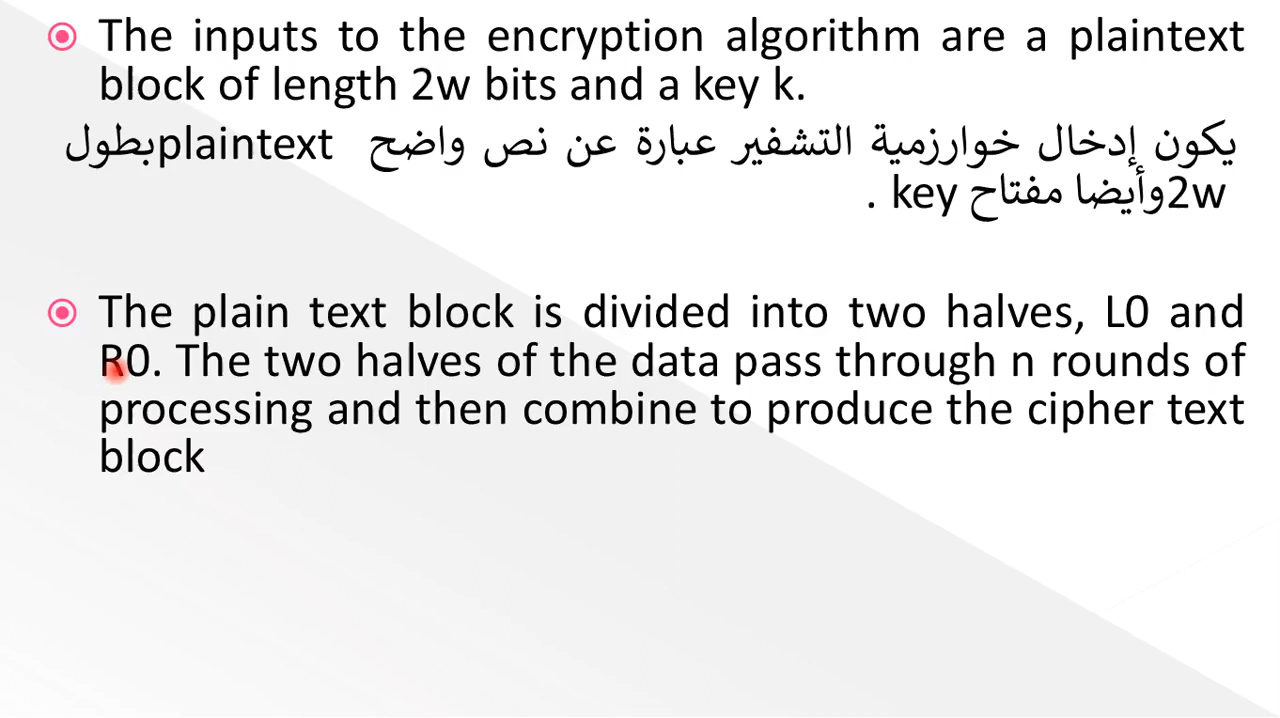 The inputs to the encryption algorithm are a plaintext
block of length 2w bits and a key k.
يكون إدخال خوارزمية التشفير عبارة عن نص واضح plaintextبطول
2wوأيضا مفتاح key .
The plain text block is divided into two halves, L0 and
R0. The two halves of the data pass through n rounds of
processing and then combine to produce the cipher text
block